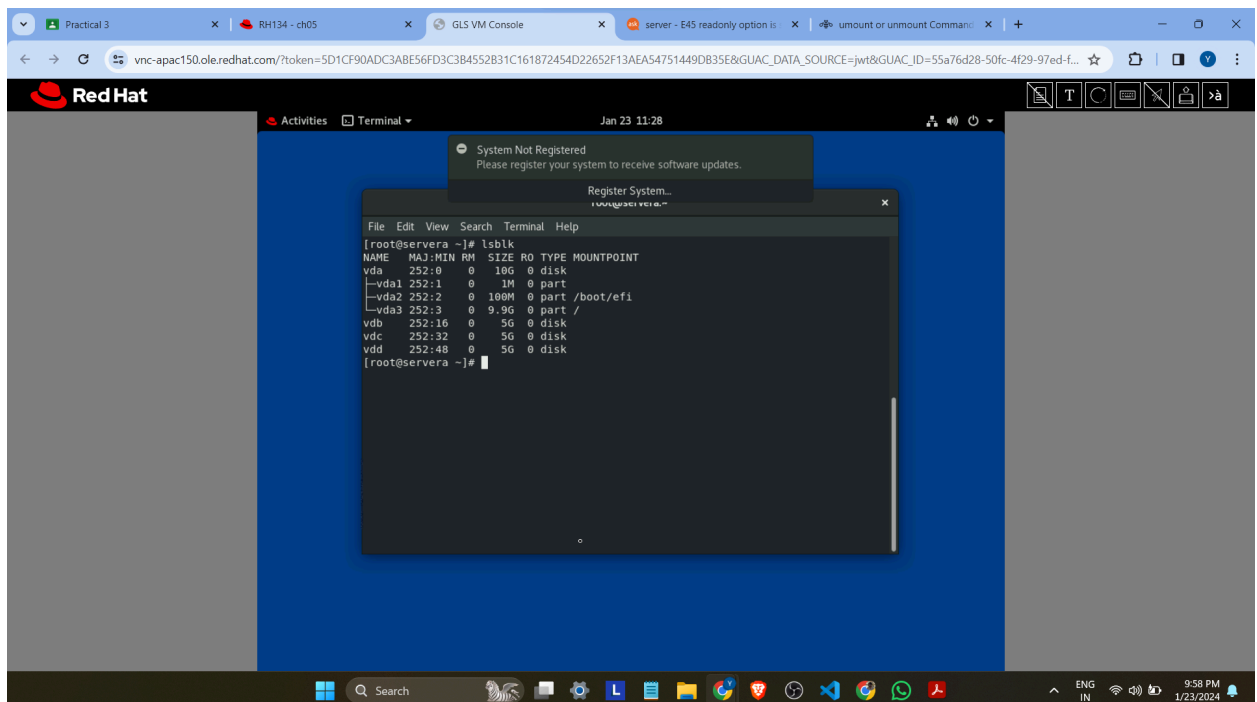 Practical 3
RH134 - ch05
GLS VM Console
server - E45 readonly option is
umount or unmount Command
vnc-apac150.ole.redhat.com/?token=5D1CF90ADC3ABE56FD3C3B4552B31C161872454D22652F13AEA54751449DB35E&GUAC_DATA_SOURCE=jwt&GUAC_ID=55a76d28-50fc-4f29-97ed-f...
Y
Red Hat
T
>à
Activities Terminal Jan 23 11:28
System Not Registered
Please register your system to receive software updates.
Register System...
root@servera:~
File Edit View Search Terminal Help
[root@servera ~]# lsblk
NAME MAJ:MIN RM SIZE RO TYPE MOUNTPOINT
vda 252:0 0 10G 0 disk
├─vda1 252:1 0 1M 0 part
├─vda2 252:2 0 100M 0 part /boot/efi
└─vda3 252:3 0 9.9G 0 part /
vdb 252:16 0 5G 0 disk
vdc 252:32 0 5G 0 disk
vdd 252:48 0 5G 0 disk
[root@servera ~]#
Search
L
ENG
IN
9:58 PM
1/23/2024